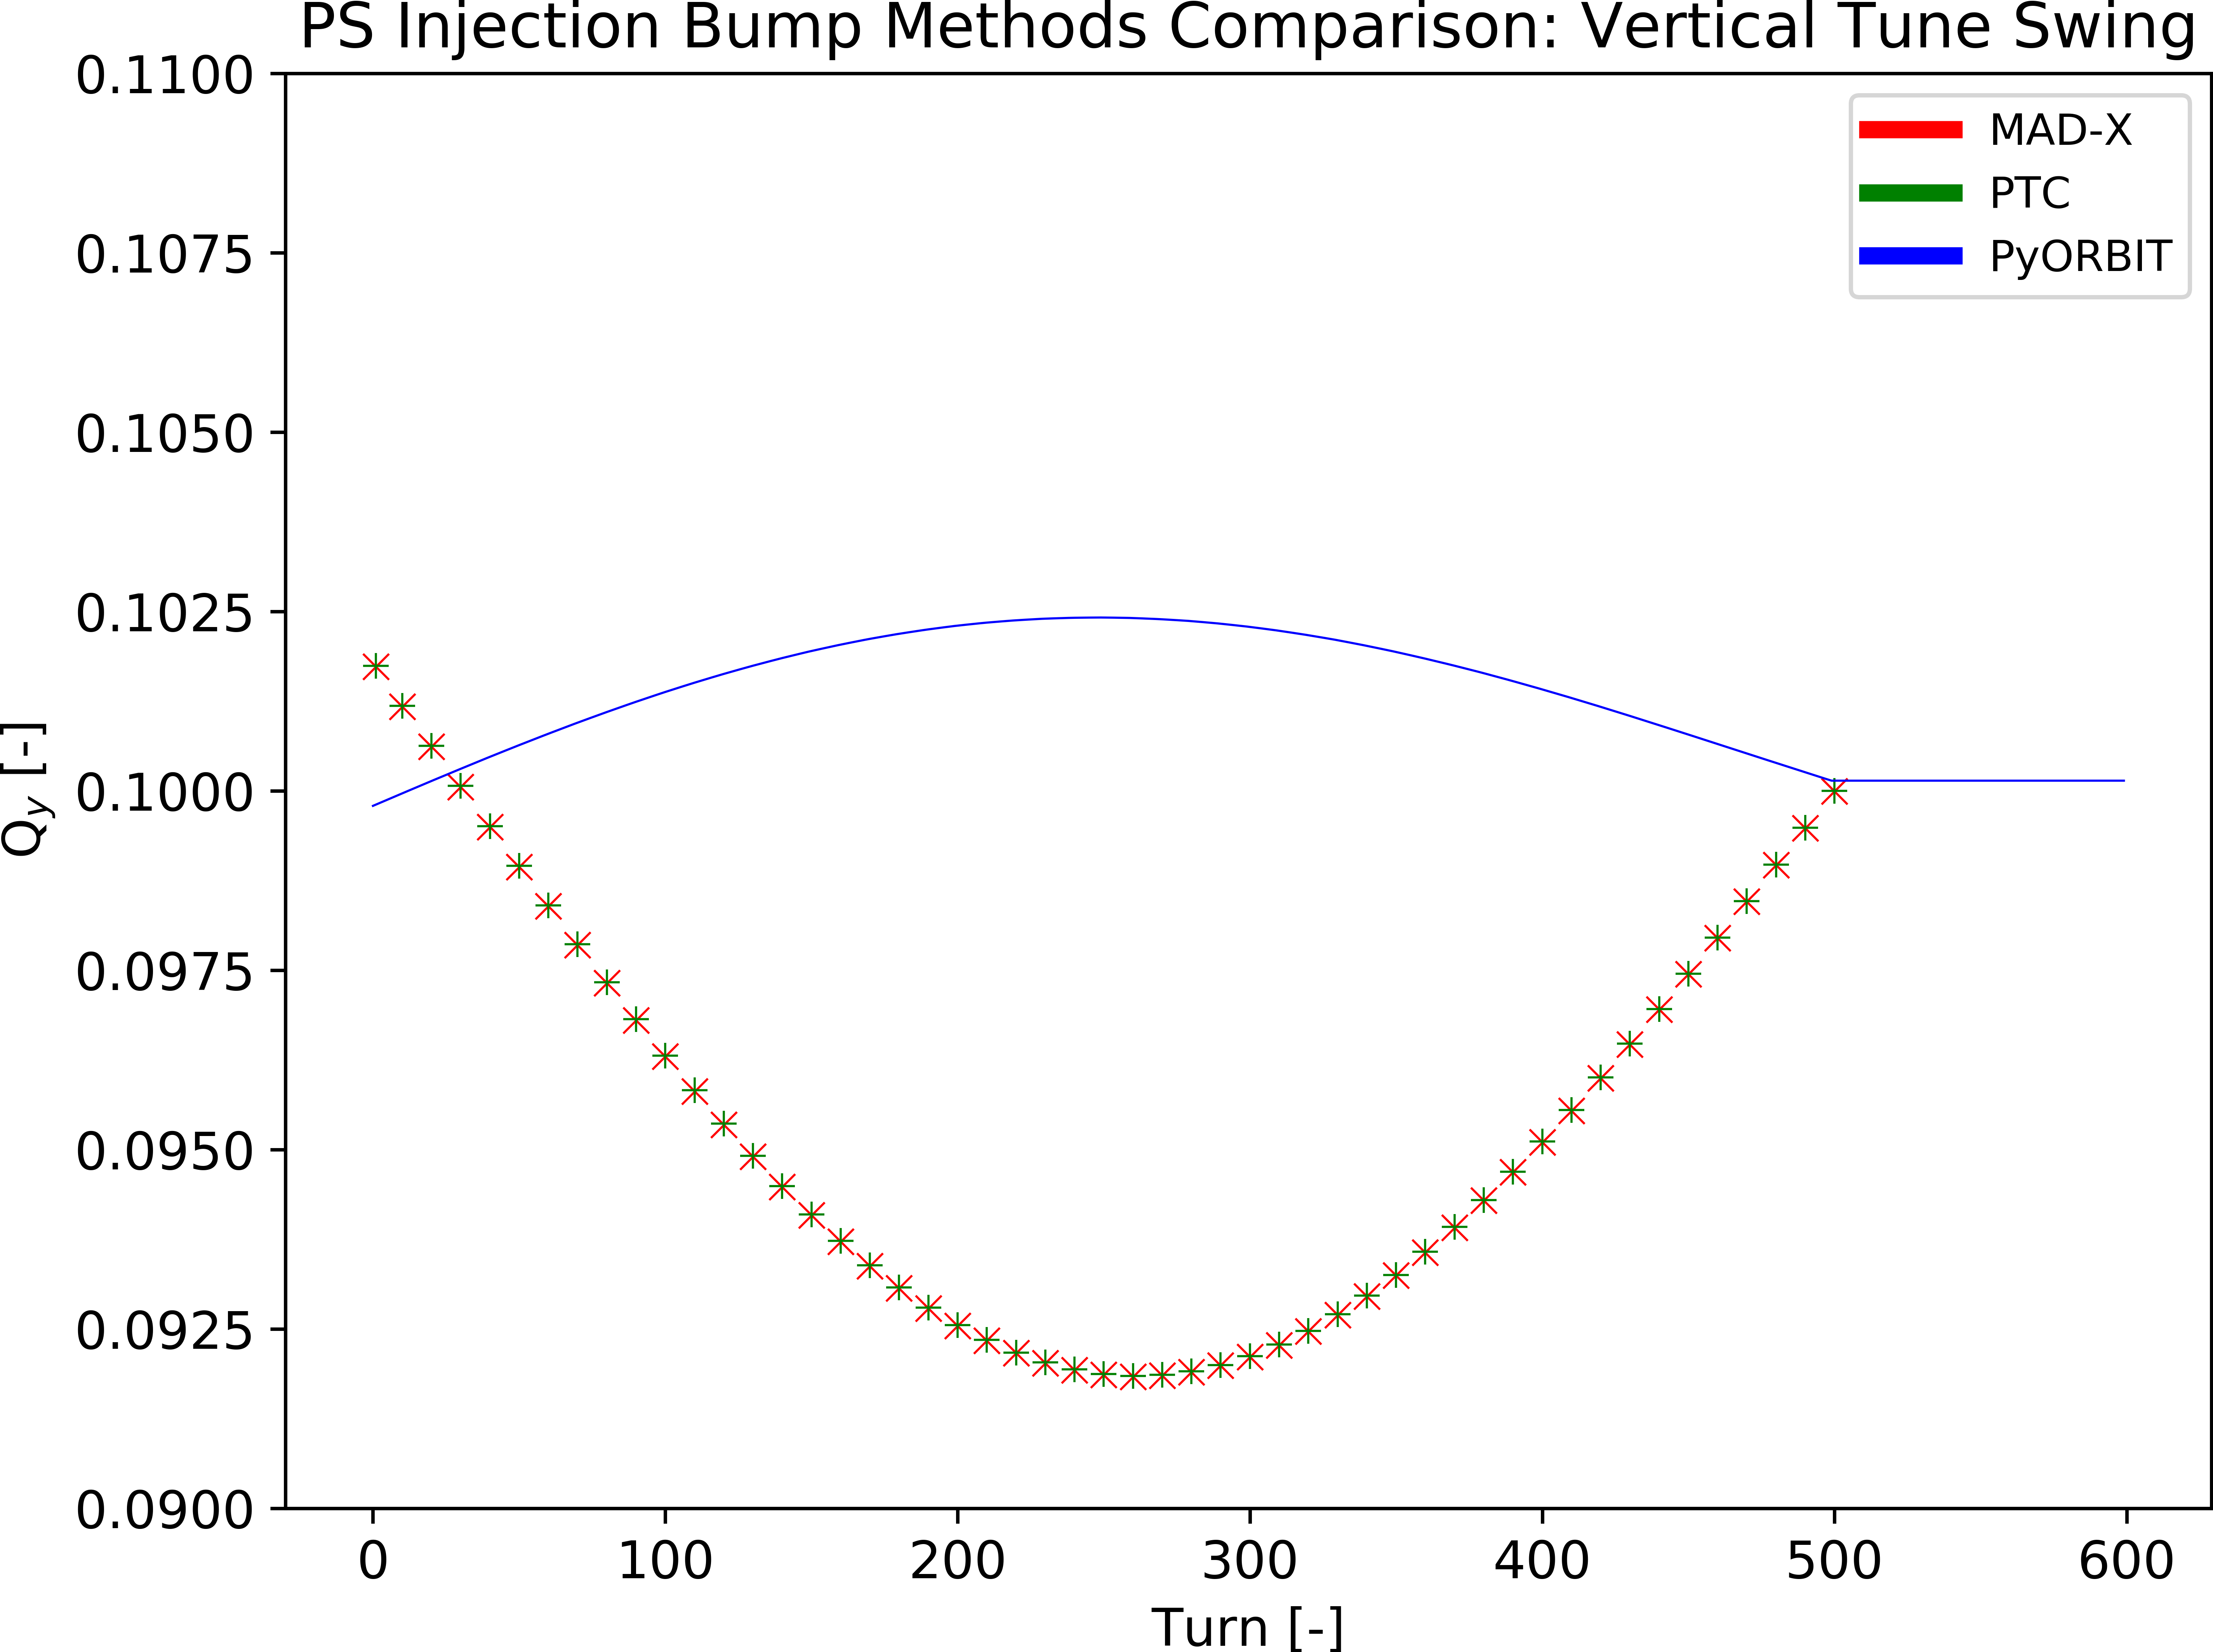 PS Injection Bump Methods Comparison: Vertical Tune Swing
MAD-X
PTC
PyORBIT
Q_y [-]
0.1100
0.1075
0.1050
0.1025
0.1000
0.0975
0.0950
0.0925
0.0900
0 100 200 300 400 500 600
Turn [-]